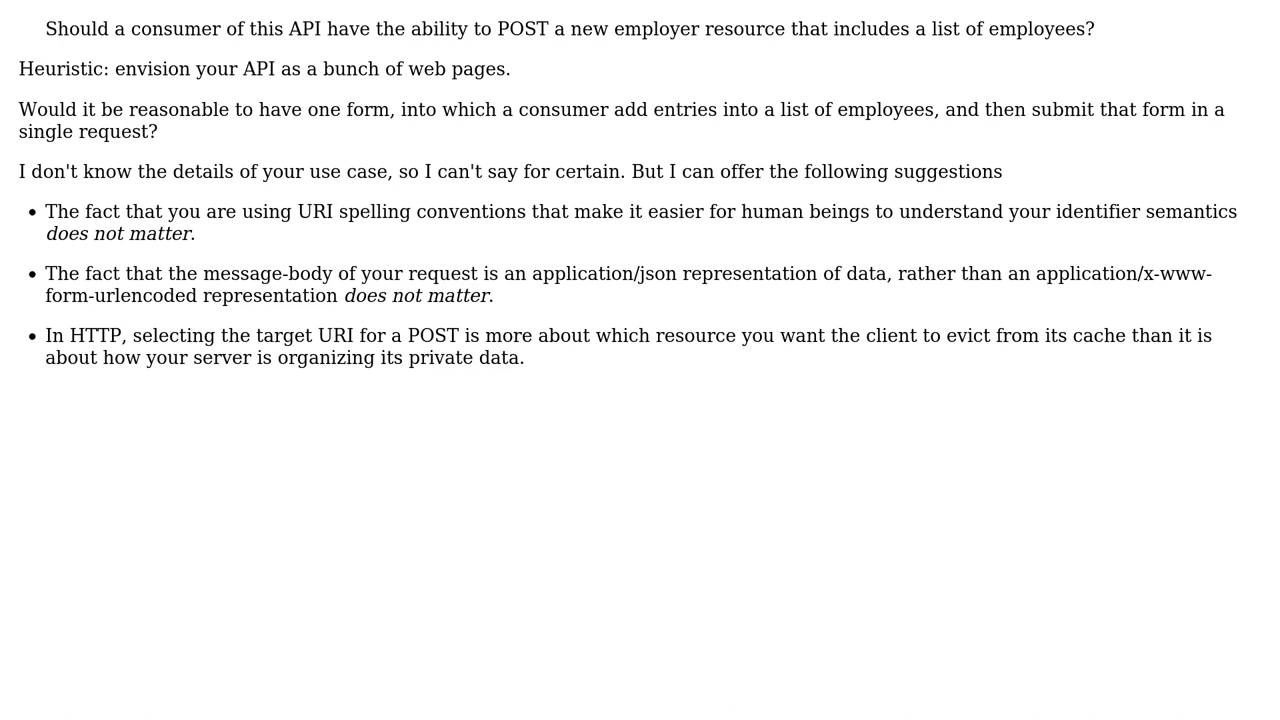 Should a consumer of this API have the ability to POST a new employer resource that includes a list of employees?
Heuristic: envision your API as a bunch of web pages.
Would it be reasonable to have one form, into which a consumer add entries into a list of employees, and then submit that form in a
single request?
I don't know the details of your use case, so I can't say for certain. But I can offer the following suggestions
• The fact that you are using URI spelling conventions that make it easier for human beings to understand your identifier semantics
does not matter.
• The fact that the message-body of your request is an application/json representation of data, rather than an application/x-www-
form-urlencoded representation does not matter.
• In HTTP, selecting the target URI for a POST is more about which resource you want the client to evict from its cache than it is
about how your server is organizing its private data.